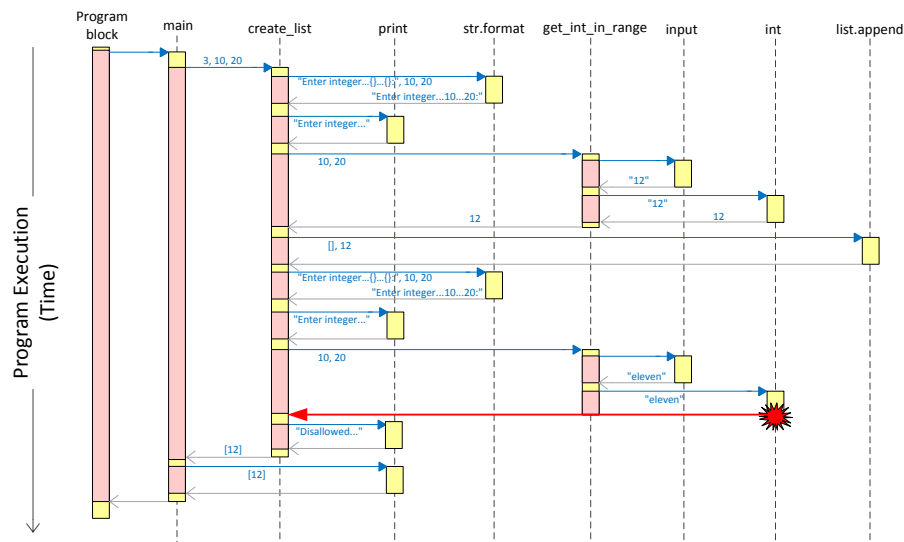 Program
block
main
create_list
print
str.format
get_int_in_range
input
int
list.append
3, 10, 20
"Enter integer...{}...{}:", 10, 20
"Enter integer...10...20:"
"Enter integer..."
10, 20
"12"
"12"
12
12
[], 12
"Enter integer...{}...{}:", 10, 20
"Enter integer...10...20:"
"Enter integer..."
10, 20
"eleven"
"eleven"
"Disallowed..."
[12]
[12]
Program Execution
(Time)